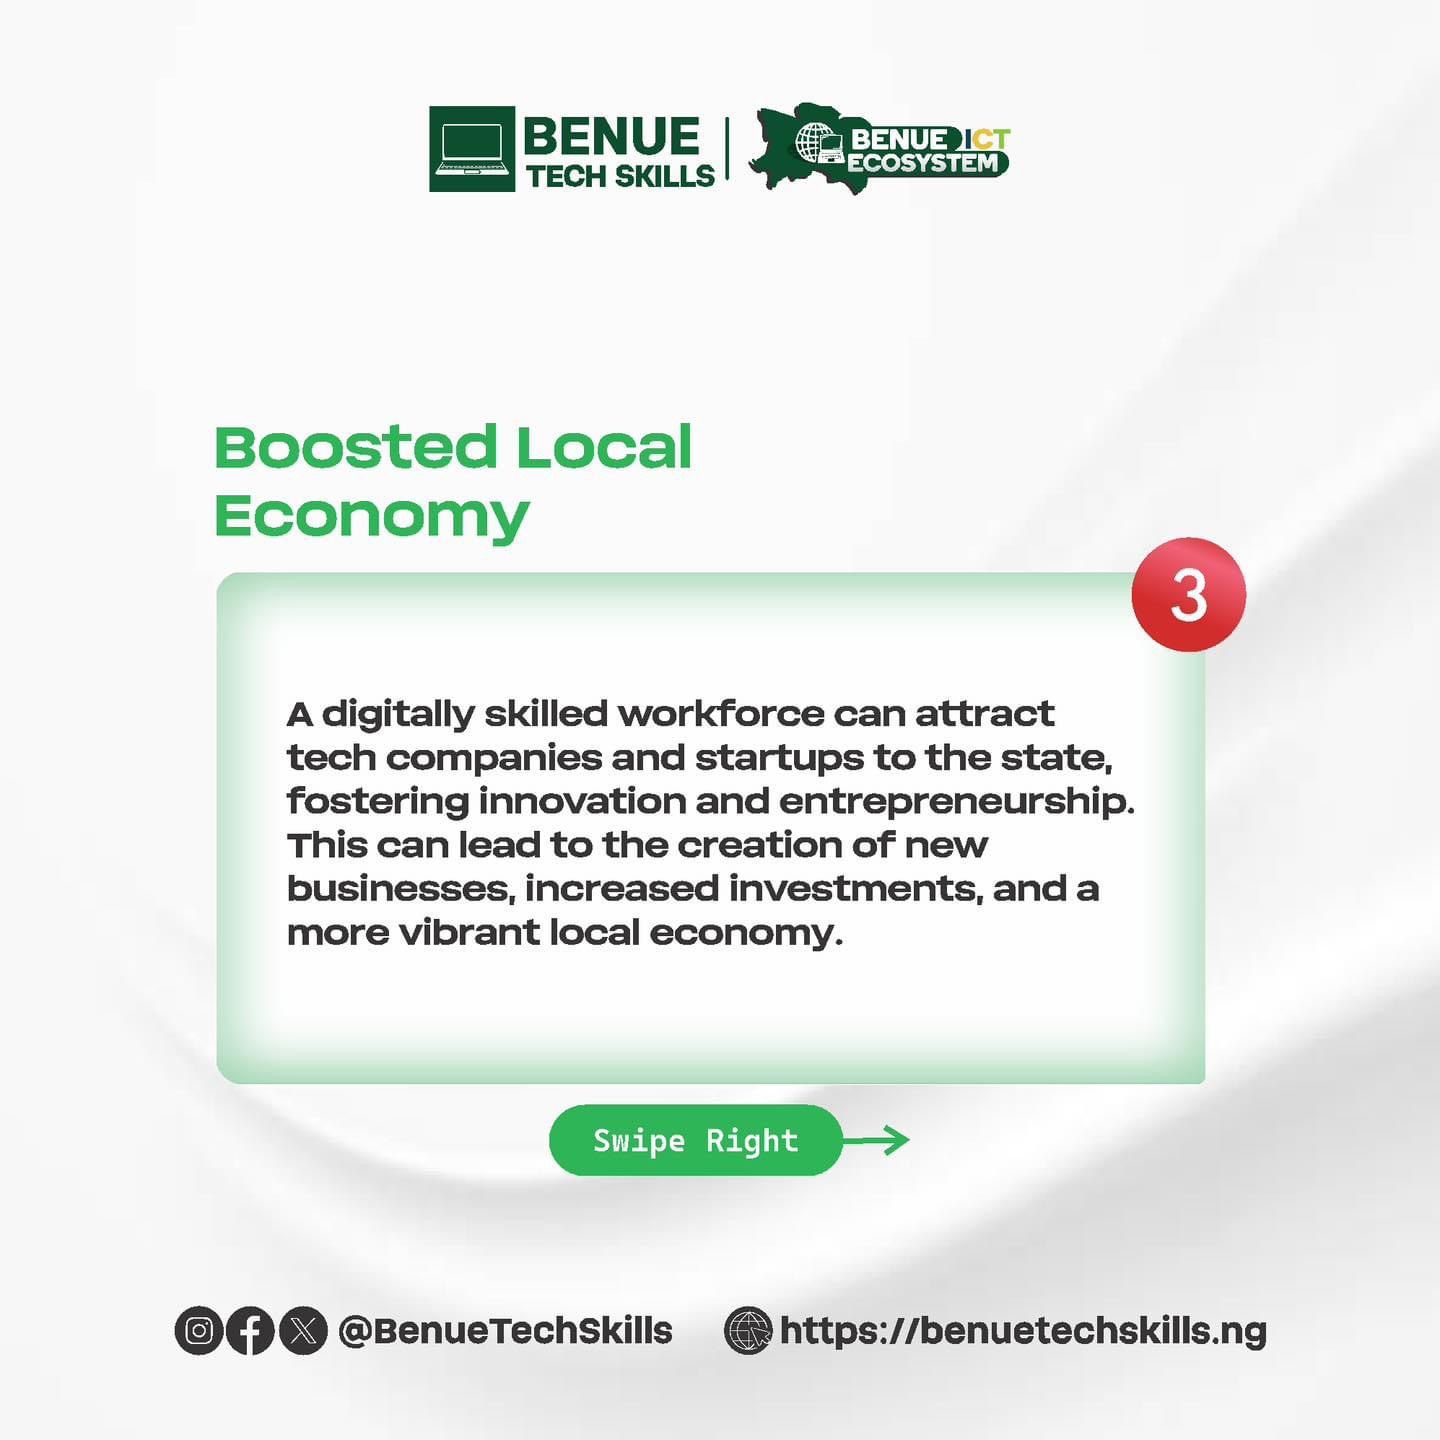 BENUE
TECH SKILLS
BENUE ICT
ECOSYSTEM
Boosted Local
Economy
3
A digitally skilled workforce can attract
tech companies and startups to the state,
fostering innovation and entrepreneurship.
This can lead to the creation of new
businesses, increased investments, and a
more vibrant local economy.
Swipe Right
@BenueTechSkills
https://benuetechskills.ng